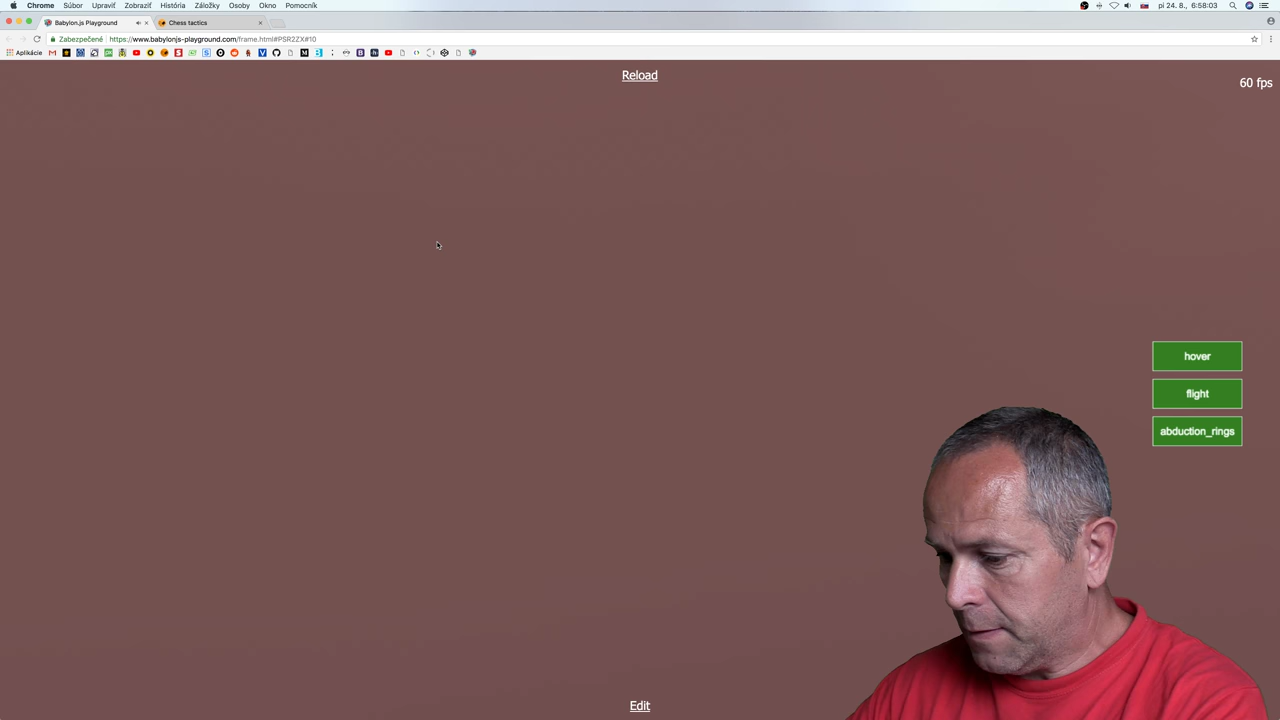 Chrome Súbor Upraviť Zobraziť História Záložky Osoby Okno Pomocník pi 24. 8., 6:58:03
Babylon.js Playground Chess tactics
Zabezpečené https://www.babylonjs-playground.com/frame.html#PSR2ZX#10
Aplikácie
Reload
60 fps
hover
flight
abduction_rings
Edit